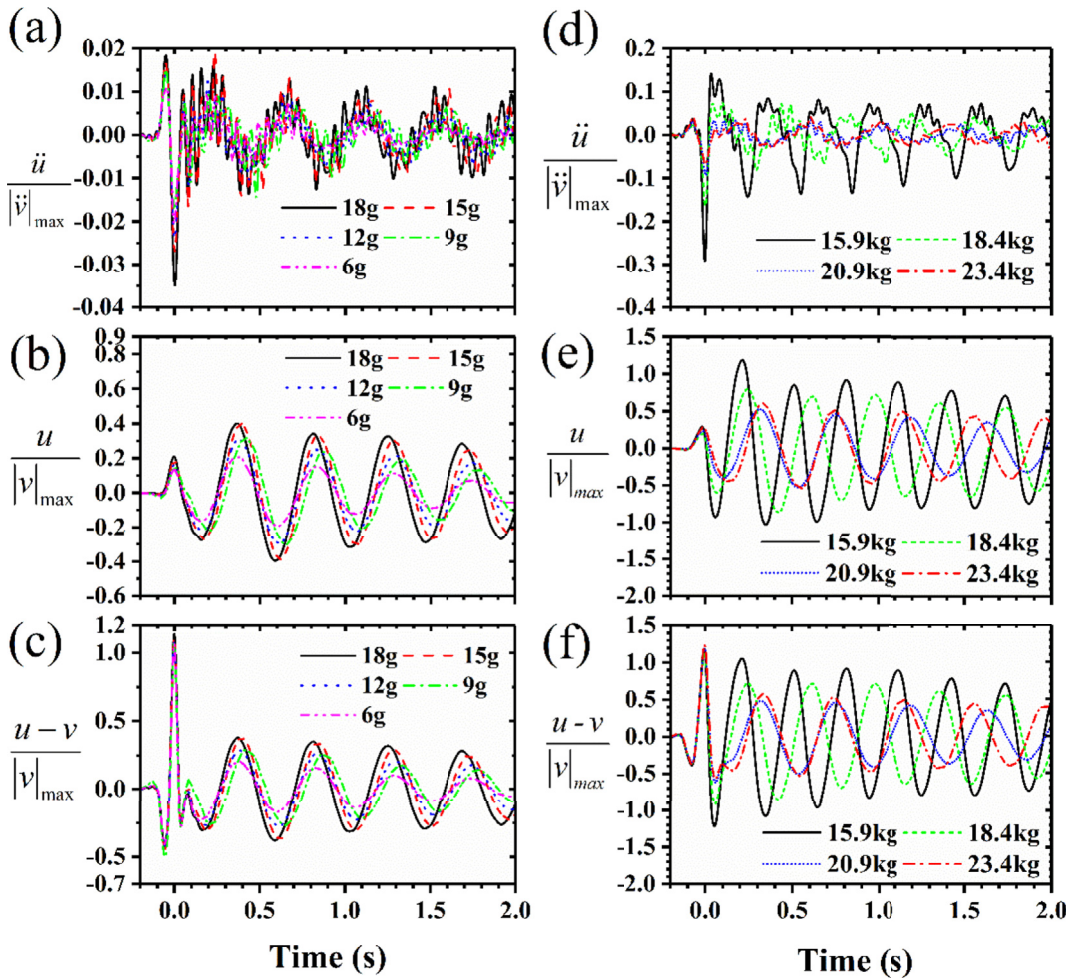 (a)
0.02
0.01
0.00
-0.01
-0.02
-0.03
-0.04
ü
|v̈|max
18g 15g
12g 9g
6g
(b)
0.9
0.8
0.6
0.4
0.2
0.0
-0.2
-0.4
-0.6
u
|v|max
18g 15g
12g 9g
6g
(c)
1.2
1.0
0.5
0.0
-0.5
-0.7
u – v
|v|max
18g 15g
12g 9g
6g
0.0 0.5 1.0 1.5 2.0
Time (s)
(d)
0.2
0.1
0.0
-0.1
-0.2
-0.3
-0.4
ü
|v̈|max
15.9kg 18.4kg
20.9kg 23.4kg
(e)
1.5
1.0
0.5
0.0
-0.5
-1.0
-1.5
-2.0
u
|v|max
15.9kg 18.4kg
20.9kg 23.4kg
(f)
1.5
1.0
0.5
0.0
-0.5
-1.0
-1.5
-2.0
u - v
|v|max
15.9kg 18.4kg
20.9kg 23.4kg
0.0 0.5 1.0 1.5 2.0
Time (s)